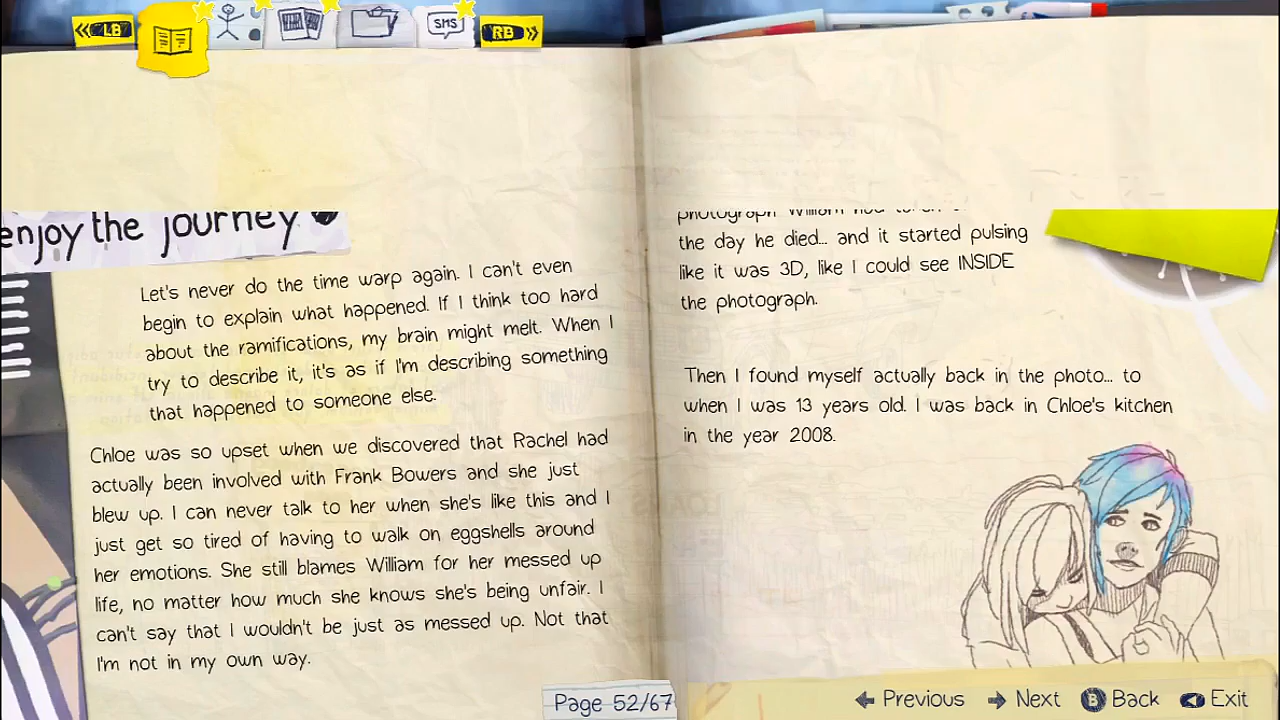 LB
SMS
RB
enjoy the journey
Let's never do the time warp again. I can't even
begin to explain what happened. If I think too hard
about the ramifications, my brain might melt. When I
try to describe it, it's as if I'm describing something
that happened to someone else.
Chloe was so upset when we discovered that Rachel had
actually been involved with Frank Bowers and she just
blew up. I can never talk to her when she's like this and I
just get so tired of having to walk on eggshells around
her emotions. She still blames William for her messed up
life, no matter how much she knows she's being unfair. I
can't say that I wouldn't be just as messed up. Not that
I'm not in my own way.
photograph William had
the day he died... and it started pulsing
like it was 3D, like I could see INSIDE
the photograph.
Then I found myself actually back in the photo... to
when I was 13 years old. I was back in Chloe's kitchen
in the year 2008.
Page 52/67
Previous Next B Back Exit